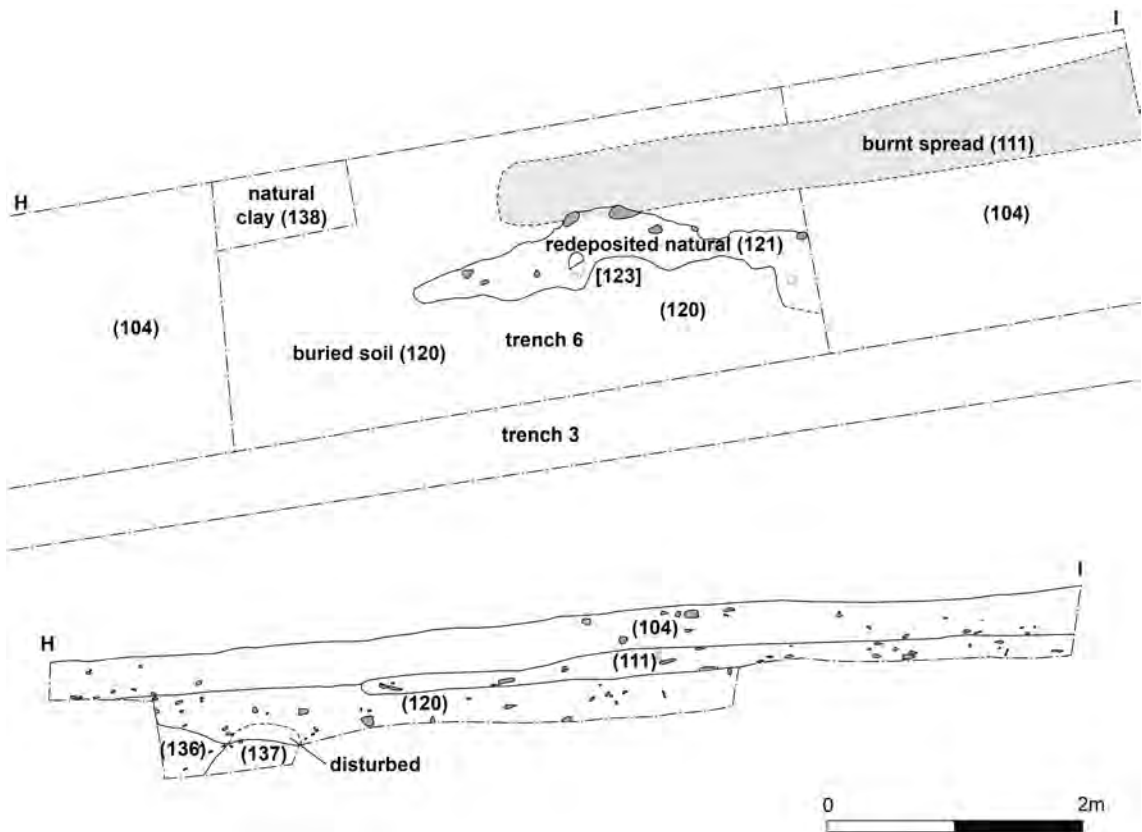 I
burnt spread (111)
H
natural
clay (138)
(104)
redeposited natural (121)
[123]
(120)
(104)
trench 6
buried soil (120)
trench 3
I
H
(104)
(111)
(120)
(136)
(137)
disturbed
0
2m